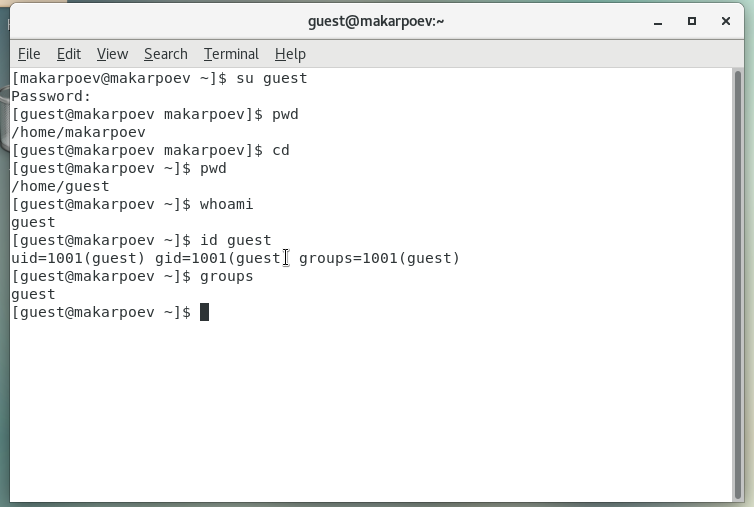 guest@makarpoev:~
File Edit View Search Terminal Help
[makarpoev@makarpoev ~]$ su guest
Password:
[guest@makarpoev makarpoev]$ pwd
/home/makarpoev
[guest@makarpoev makarpoev]$ cd
[guest@makarpoev ~]$ pwd
/home/guest
[guest@makarpoev ~]$ whoami
guest
[guest@makarpoev ~]$ id guest
uid=1001(guest) gid=1001(guest) groups=1001(guest)
[guest@makarpoev ~]$ groups
guest
[guest@makarpoev ~]$